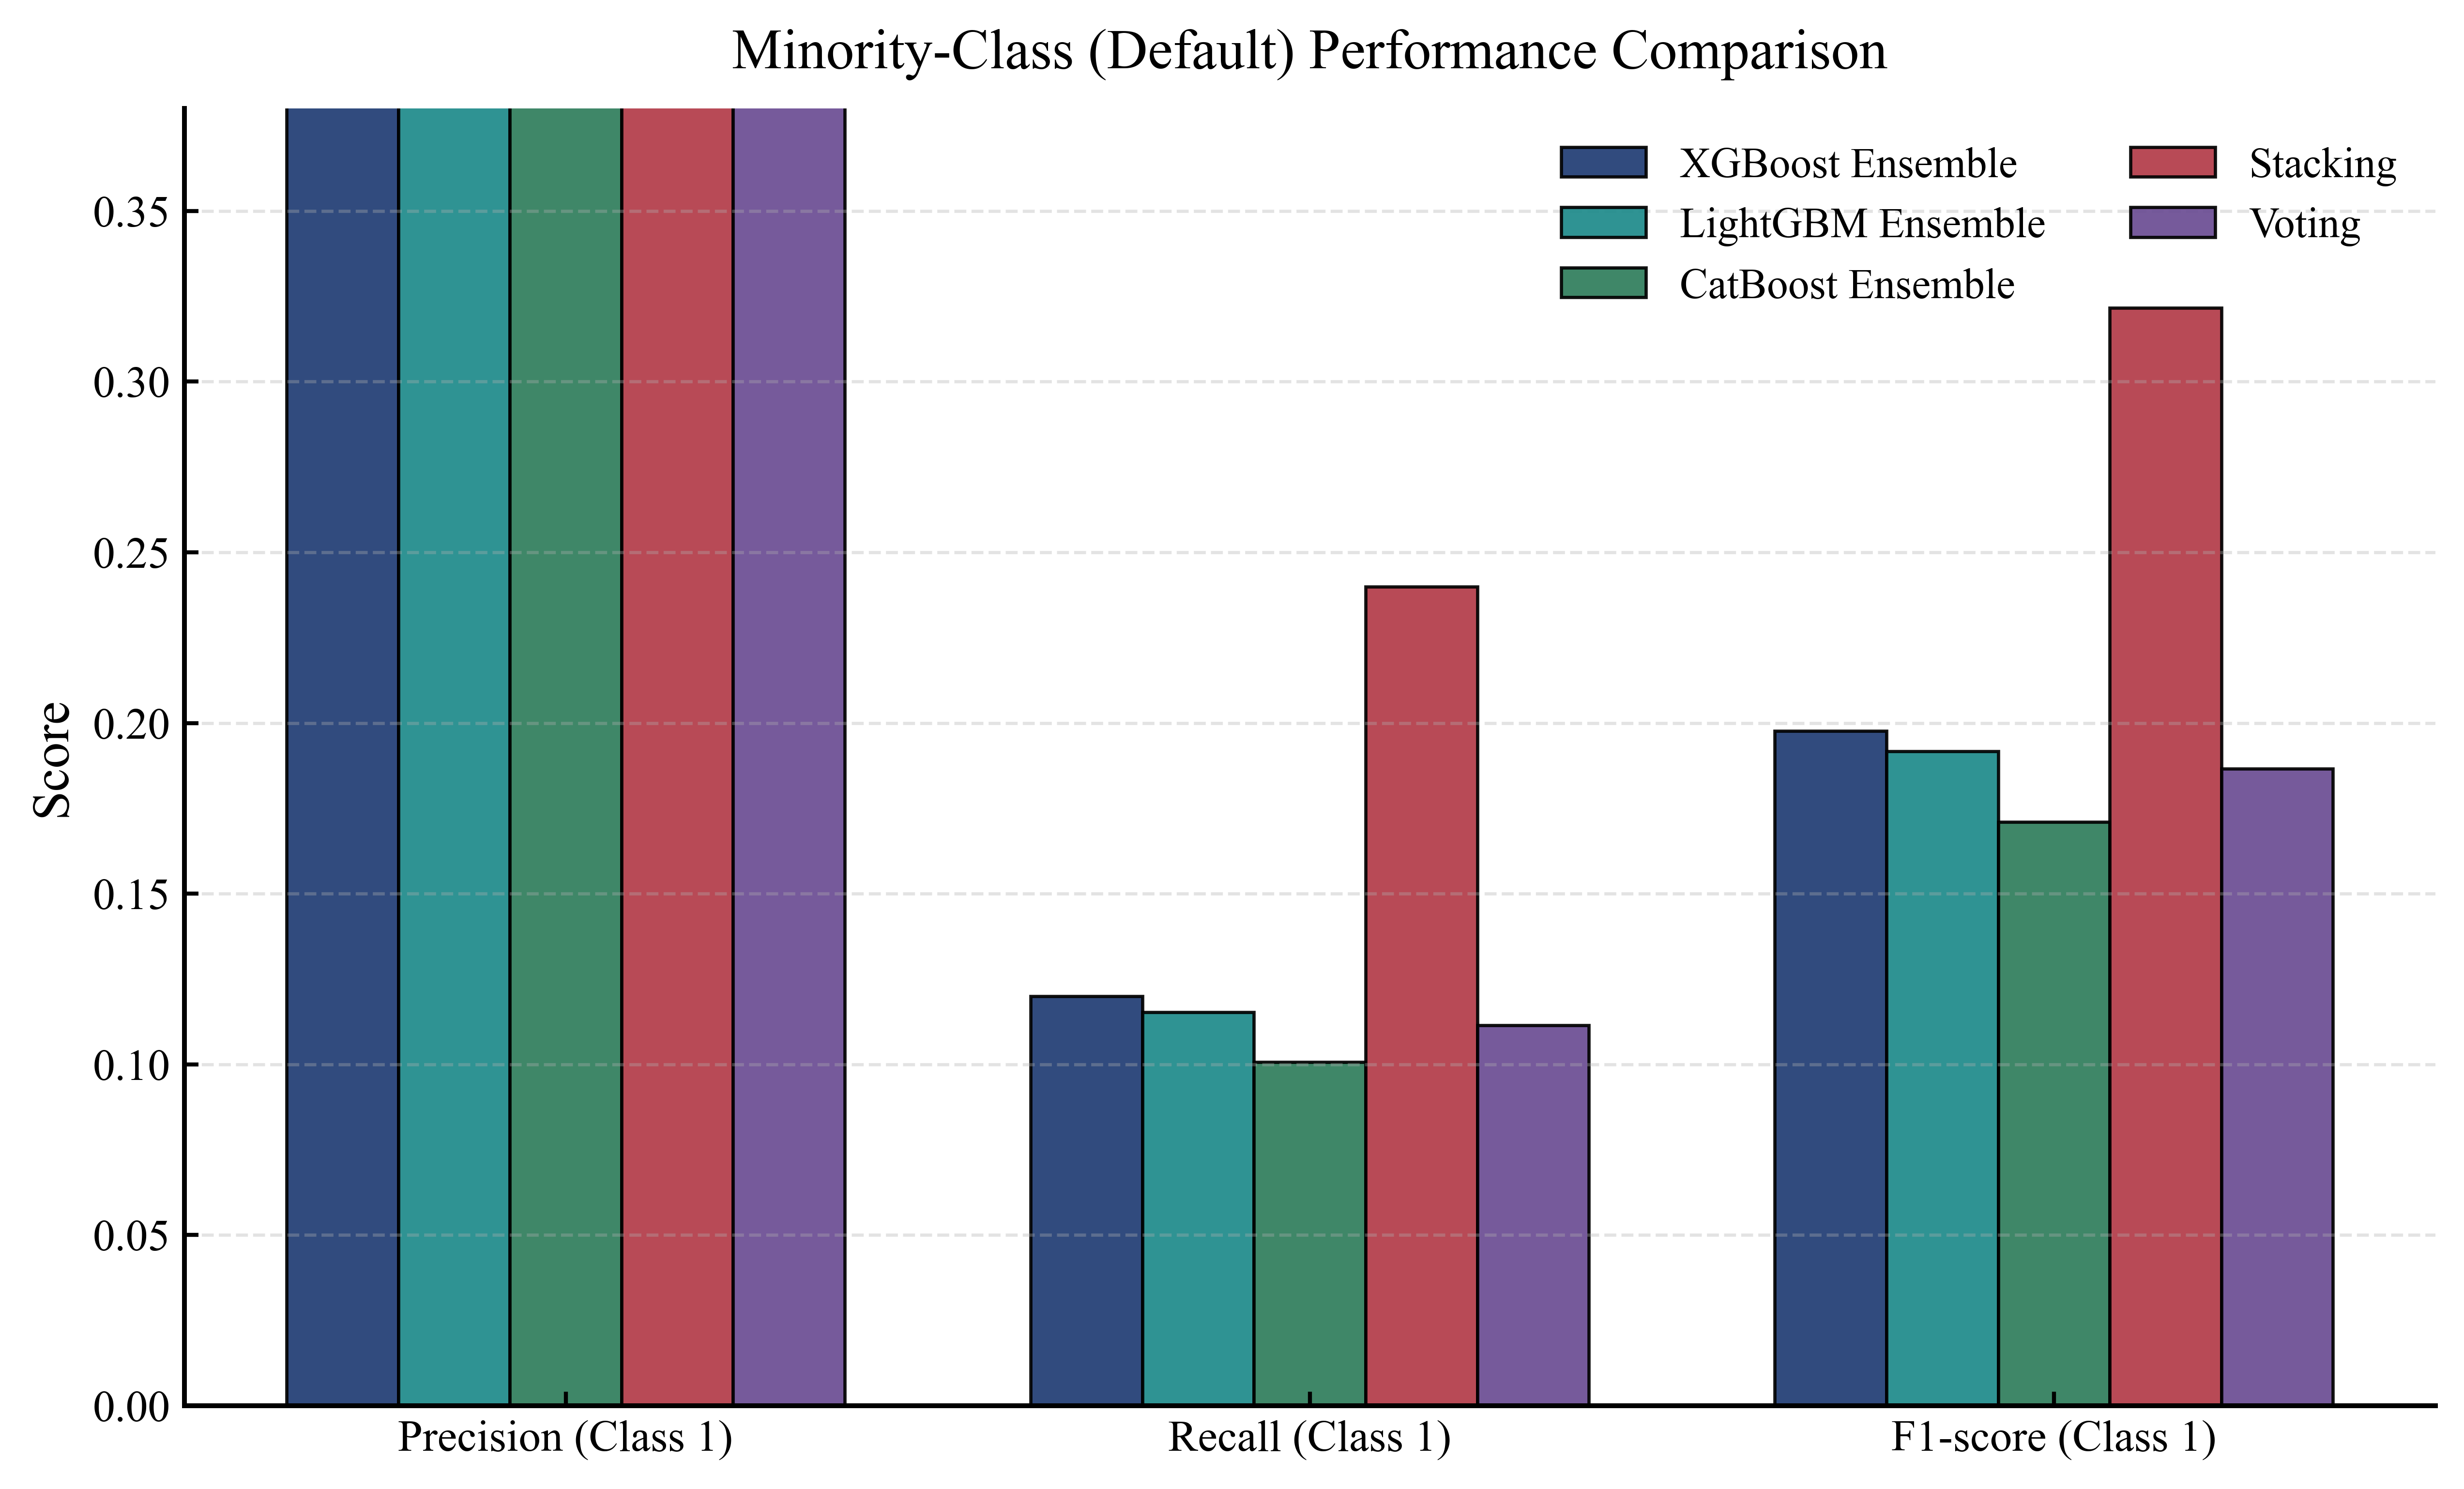 Minority-Class (Default) Performance Comparison
XGBoost Ensemble
LightGBM Ensemble
CatBoost Ensemble
Stacking
Voting
Score
0.35
0.30
0.25
0.20
0.15
0.10
0.05
0.00
Precision (Class 1)
Recall (Class 1)
F1-score (Class 1)